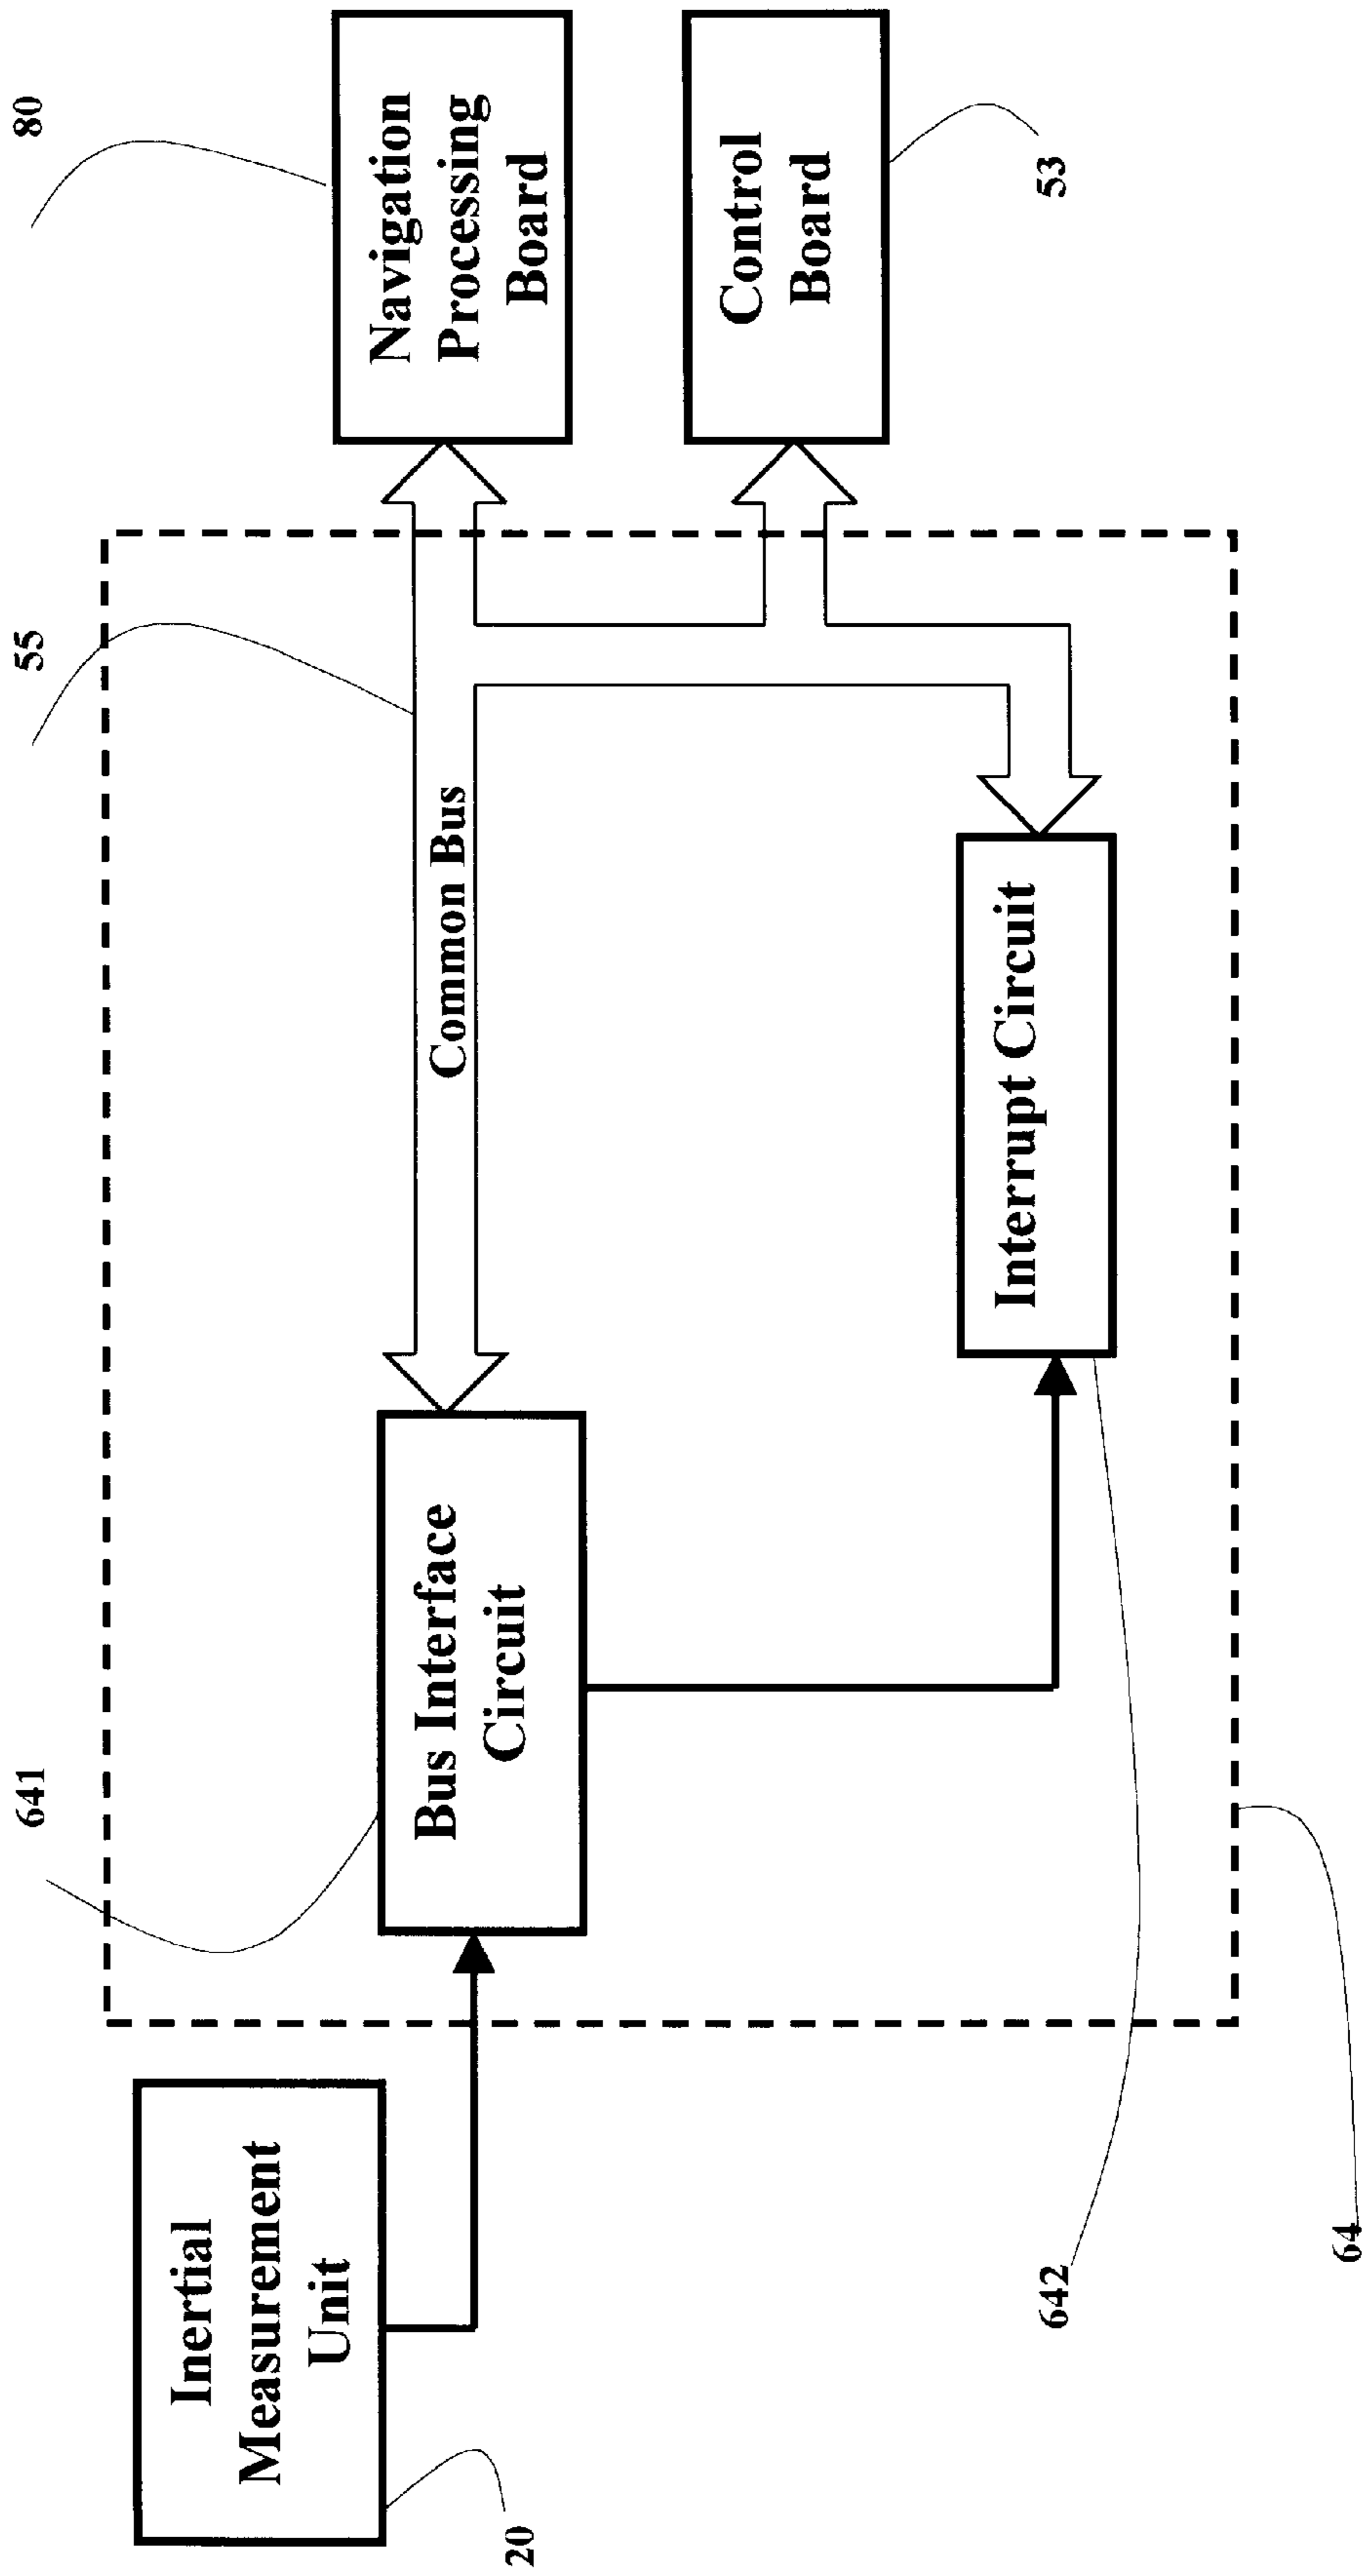 Inertial
Measurement
Unit
20
641
Bus Interface
Circuit
Common Bus
55
80
Navigation
Processing
Board
Control
Board
53
Interrupt Circuit
642
64